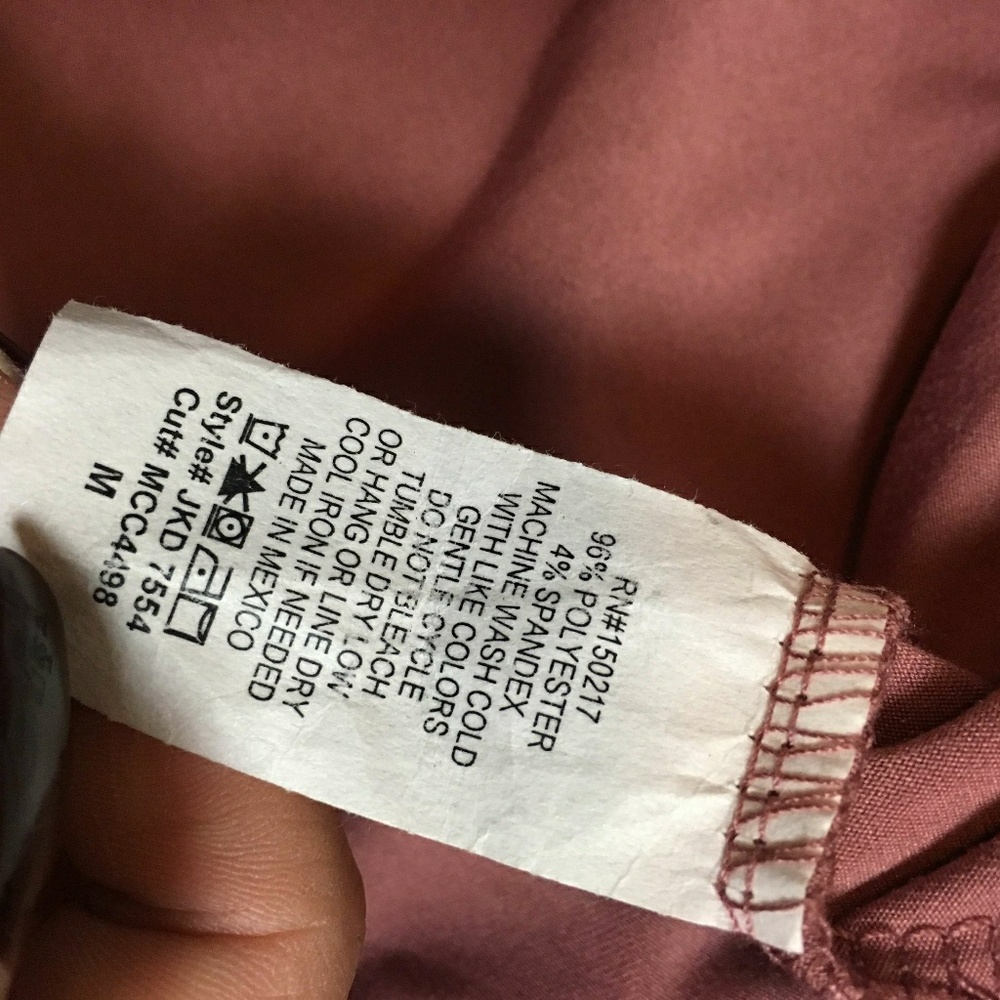 RN#150217
96% POLYESTER
4% SPANDEX
MACHINE WASH COLD
WITH LIKE COLORS
GENTLE CYCLE
DO NOT BLEACH
TUMBLE DRY LOW
OR HANG OR LINE DRY
COOL IRON IF NEEDED
MADE IN MEXICO
Style# JKD 7554
Cut# MCC4498
M